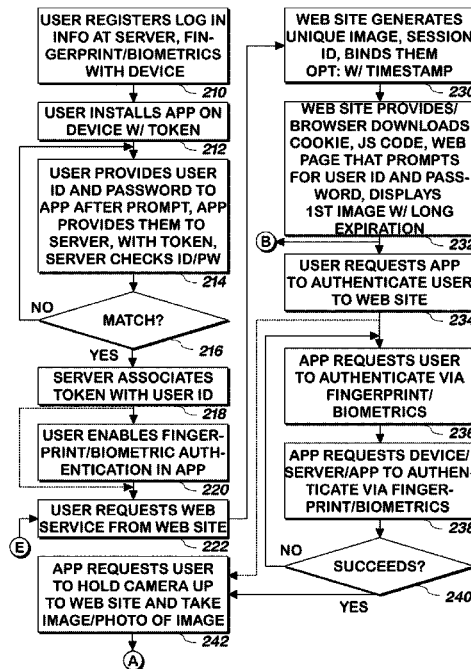 USER REGISTERS LOG IN
INFO AT SERVER, FIN-
GERPRINT/BIOMETRICS
WITH DEVICE
210
USER INSTALLS APP ON
DEVICE W/ TOKEN
212
USER PROVIDES USER
ID AND PASSWORD TO
APP AFTER PROMPT, APP
PROVIDES THEM TO
SERVER, WITH TOKEN,
SERVER CHECKS ID/PW
214
NO
MATCH?
216
YES
SERVER ASSOCIATES
TOKEN WITH USER ID
218
USER ENABLES FINGER-
PRINT/BIOMETRIC AUTH-
ENTICATION IN APP
220
E
USER REQUESTS WEB
SERVICE FROM WEB SITE
222
APP REQUESTS USER
TO HOLD CAMERA UP
TO WEB SITE AND TAKE
IMAGE/PHOTO OF IMAGE
242
A
WEB SITE GENERATES
UNIQUE IMAGE, SESSION
ID, BINDS THEM
OPT: W/ TIMESTAMP
230
WEB SITE PROVIDES/
BROWSER DOWNLOADS
COOKIE, JS CODE, WEB
PAGE THAT PROMPTS
FOR USER ID AND PASS-
WORD, DISPLAYS
1ST IMAGE W/ LONG
EXPIRATION
232
B
USER REQUESTS APP
TO AUTHENTICATE USER
TO WEB SITE
234
APP REQUESTS USER
TO AUTHENTICATE VIA
FINGERPRINT/
BIOMETRICS
236
APP REQUESTS DEVICE/
SERVER/APP TO AUTHEN-
TICATE VIA FINGER-
PRINT/BIOMETRICS
238
NO
SUCCEEDS?
240
YES